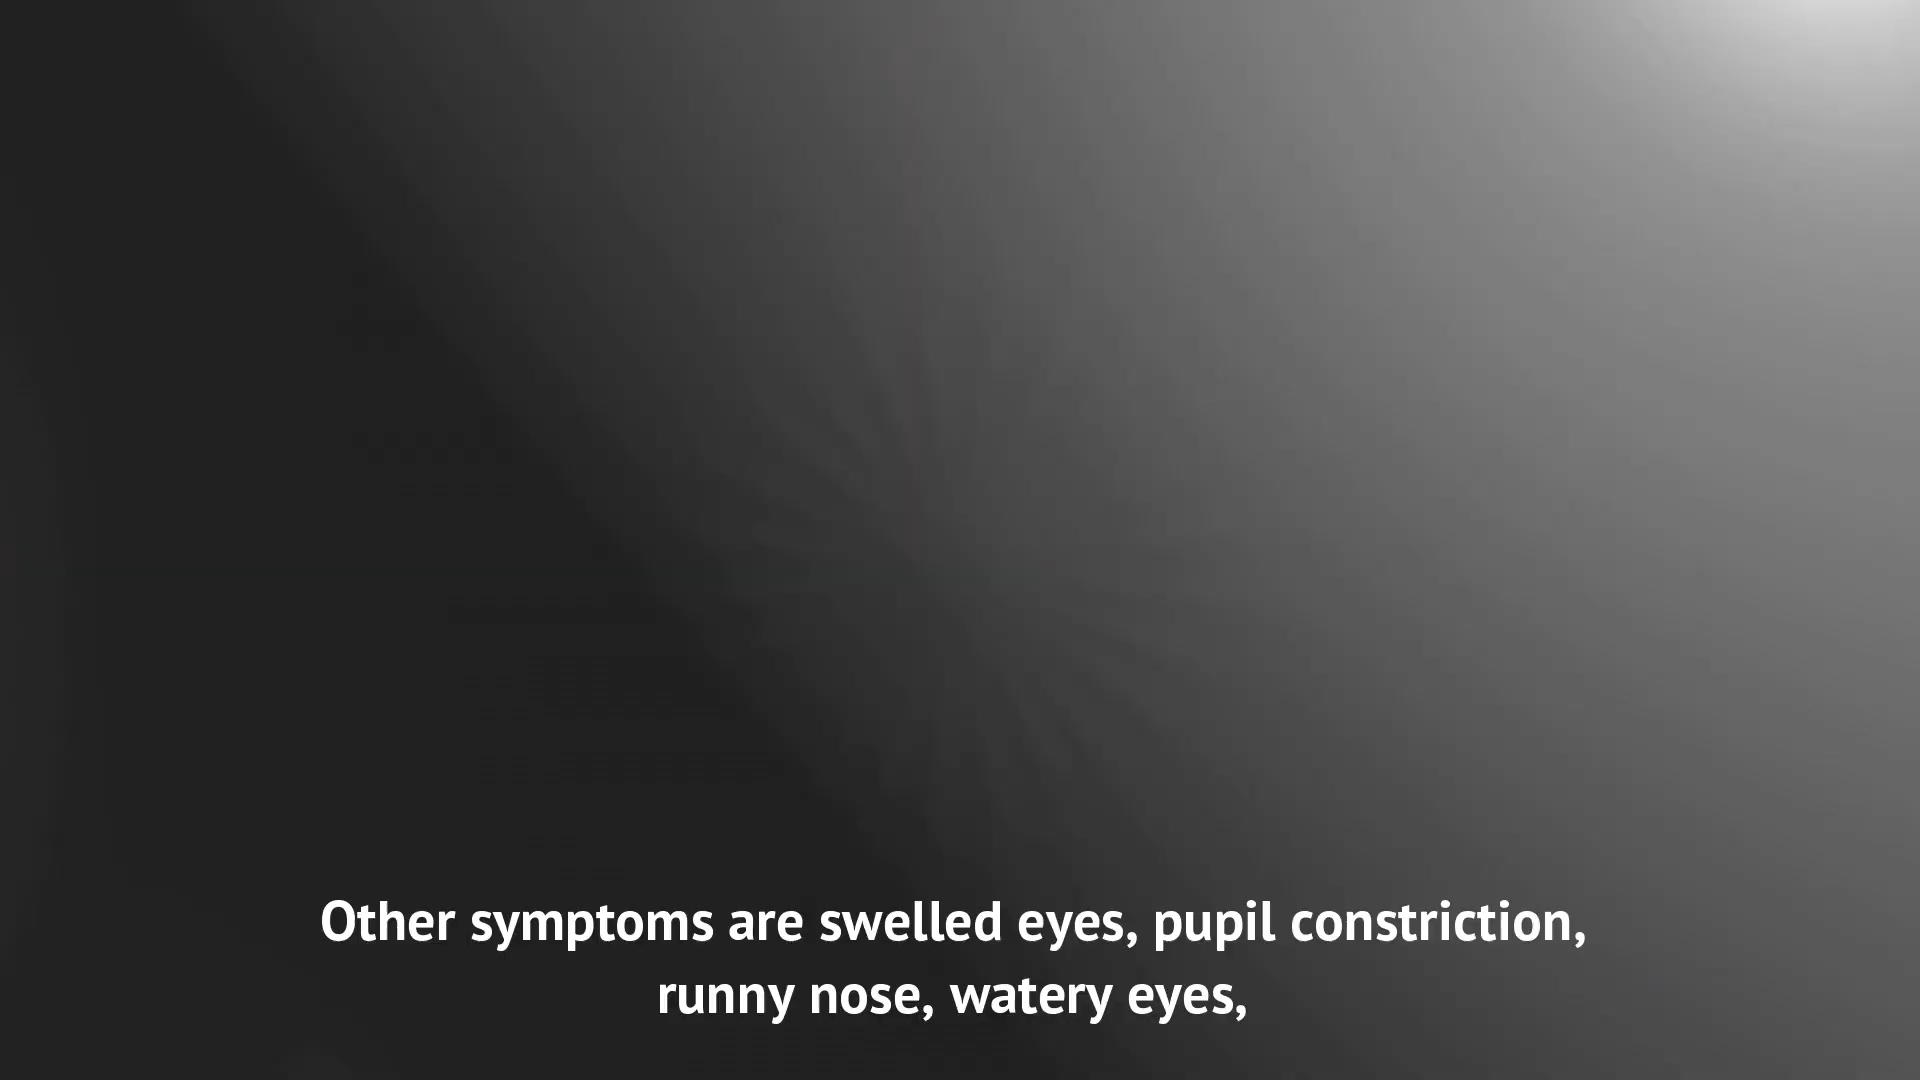 Other symptoms are swelled eyes, pupil constriction,
runny nose, watery eyes,